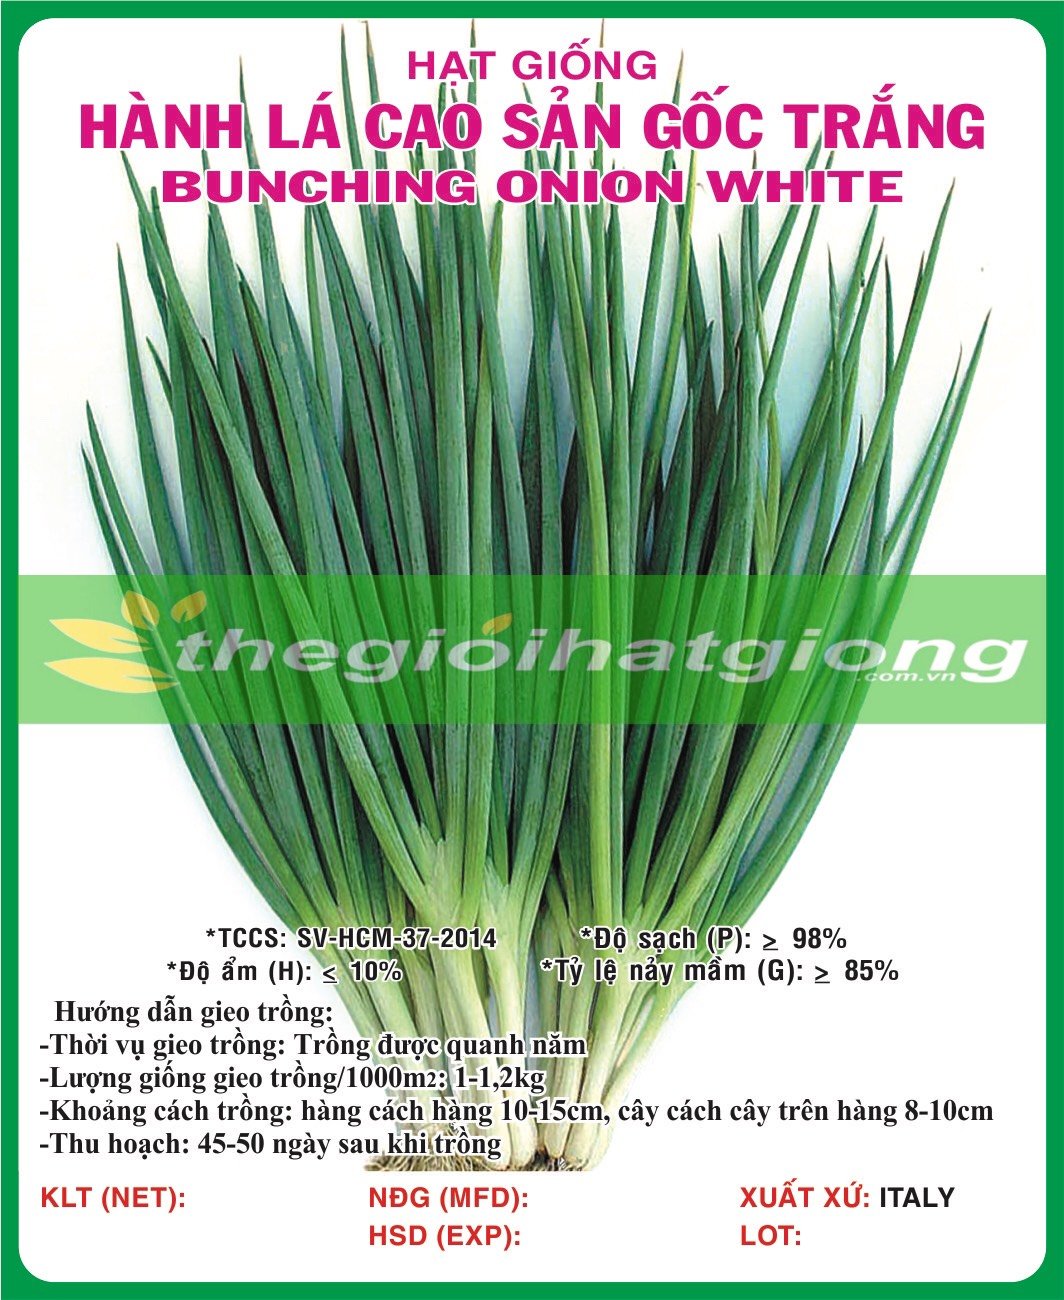 HẠT GIỐNG
HÀNH LÁ CAO SẢN GỐC TRẮNG
BUNCHING ONION WHITE
thegioihatgiong
.com.vn
*TCCS: SV-HCM-37-2014 *Độ sạch (P): ≥ 98%
*Độ ẩm (H): ≤ 10% *Tỷ lệ nảy mầm (G): ≥ 85%
Hướng dẫn gieo trồng:
-Thời vụ gieo trồng: Trồng được quanh năm
-Lượng giống gieo trồng/1000m2: 1-1,2kg
-Khoảng cách trồng: hàng cách hàng 10-15cm, cây cách cây trên hàng 8-10cm
-Thu hoạch: 45-50 ngày sau khi trồng
KLT (NET): NĐG (MFD): XUẤT XỨ: ITALY
HSD (EXP): LOT: